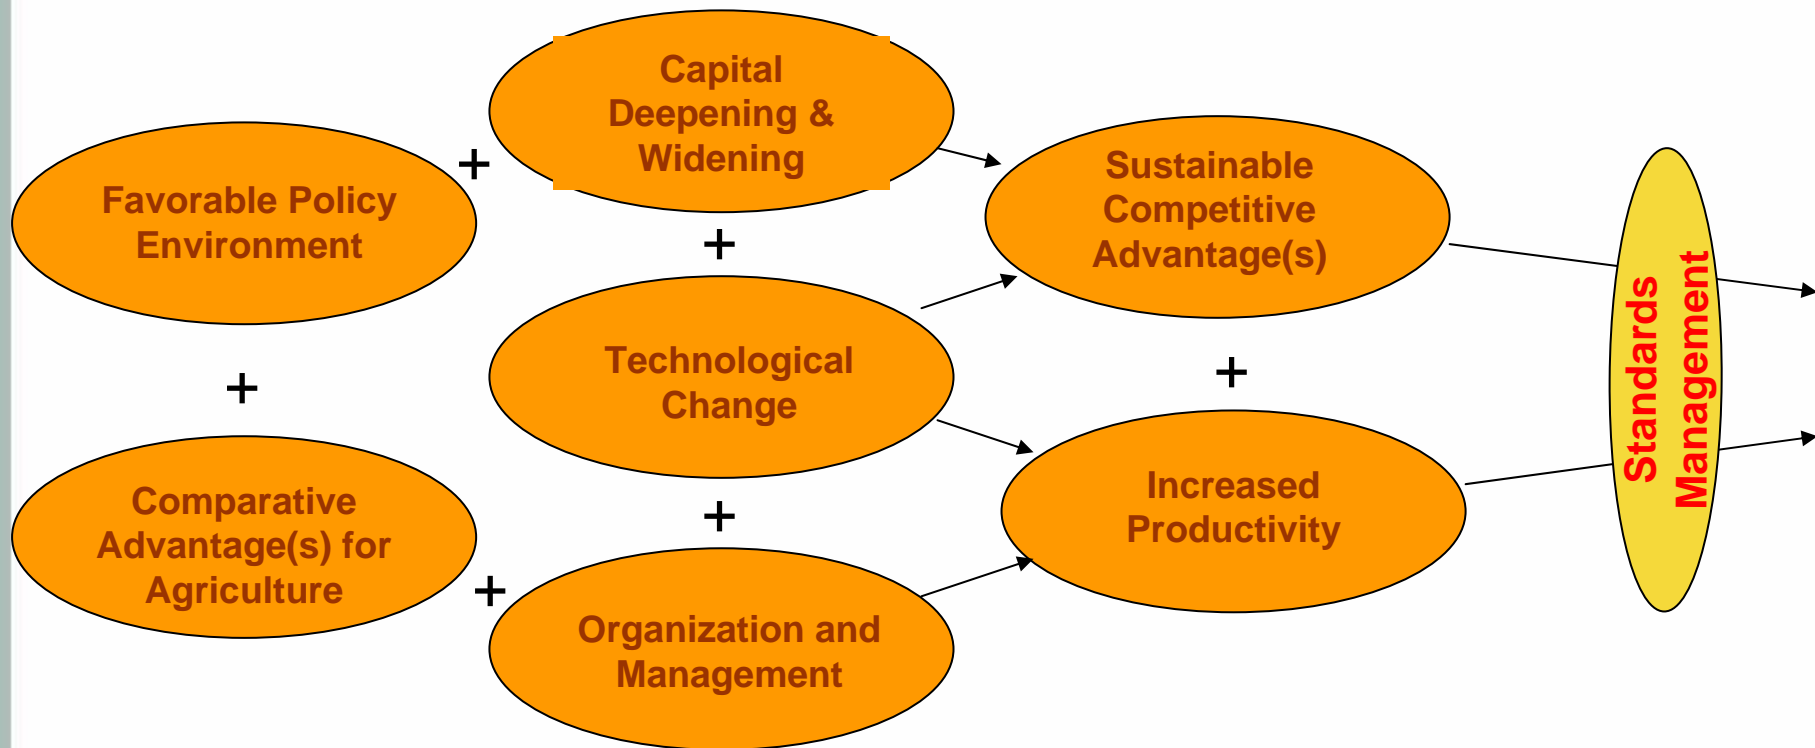 Favorable Policy
Environment
+
Comparative
Advantage(s) for
Agriculture
+
+
Capital
Deepening &
Widening
+
Technological
Change
+
Organization and
Management
Sustainable
Competitive
Advantage(s)
+
Increased
Productivity
Standards
Management